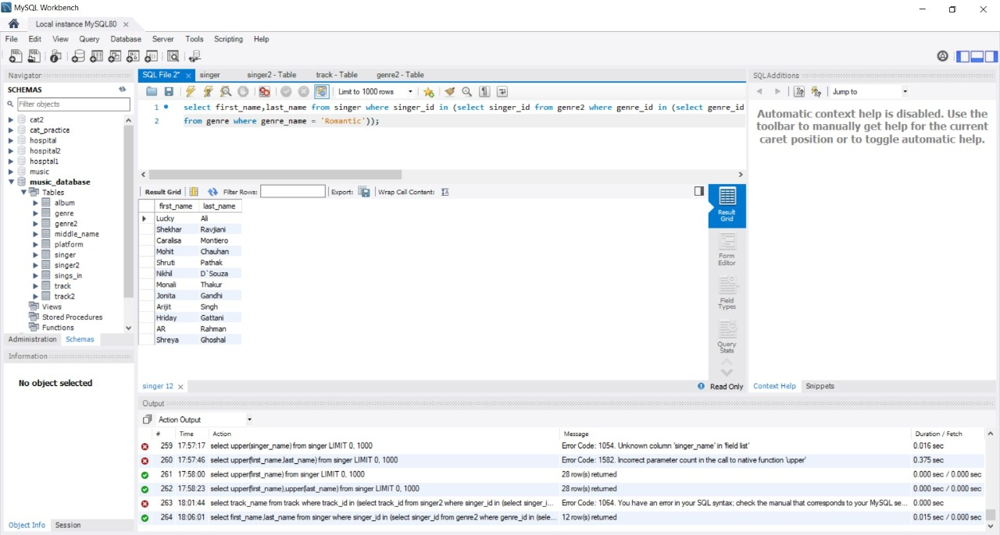 MySQL Workbench
Local instance MySQL80
File Edit View Query Database Server Tools Scripting Help
Navigator
SCHEMAS
Filter objects
cat2
cat_practice
hospital
hospital2
hosptal1
music
music_database
Tables
album
genre
genre2
middle_name
platform
singer
singer2
sings_in
track
track2
Views
Stored Procedures
Functions
Administration Schemas
Information
No object selected
Object Info Session
SQL File 2* singer singer2 - Table track - Table genre2 - Table
Limit to 1000 rows
1 select first_name,last_name from singer where singer_id in (select singer_id from genre2 where genre_id in (select genre_id
2 from genre where genre_name = 'Romantic'));
Result Grid Filter Rows: Export: Wrap Cell Content:
first_name last_name
Lucky Ali
Shekhar Ravjiani
Caralisa Montiero
Mohit Chauhan
Shruti Pathak
Nikhil D`Souza
Monali Thakur
Jonita Gandhi
Arijit Singh
Hriday Gattani
AR Rahman
Shreya Ghoshal
Result
Grid
Form
Editor
Field
Types
Query
Stats
singer 12 Read Only
SQLAdditions
Jump to
Automatic context help is disabled. Use the
toolbar to manually get help for the current
caret position or to toggle automatic help.
Context Help Snippets
Output
Action Output
# Time Action Message Duration / Fetch
259 17:57:17 select upper(singer_name) from singer LIMIT 0, 1000 Error Code: 1054. Unknown column 'singer_name' in 'field list' 0.016 sec
260 17:57:46 select upper(first_name,last_name) from singer LIMIT 0, 1000 Error Code: 1582. Incorrect parameter count in the call to native function 'upper' 0.375 sec
261 17:58:00 select upper(first_name) from singer LIMIT 0, 1000 28 row(s) returned 0.000 sec / 0.000 sec
262 17:58:23 select upper(first_name),upper(last_name) from singer LIMIT 0, 1000 28 row(s) returned 0.000 sec / 0.000 sec
263 18:01:44 select track_name from track where track_id in (select track_id from singer2 where singer_id in (select singer_i... Error Code: 1064. You have an error in your SQL syntax; check the manual that corresponds to your MySQL se... 0.000 sec
264 18:06:01 select first_name,last_name from singer where singer_id in (select singer_id from genre2 where genre_id in (sele... 12 row(s) returned 0.015 sec / 0.000 sec